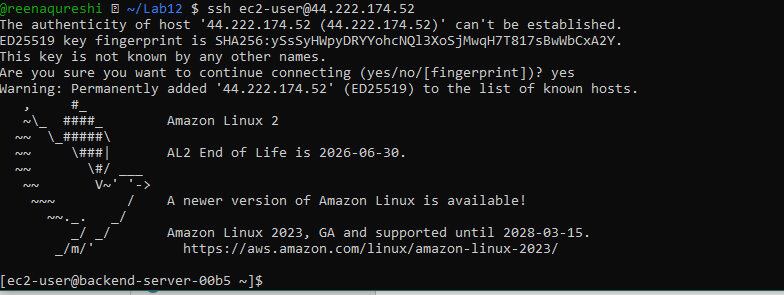 @reenaqureshi ~/Lab12 $ ssh ec2-user@44.222.174.52
The authenticity of host '44.222.174.52 (44.222.174.52)' can't be established.
ED25519 key fingerprint is SHA256:ySsSyHWpyDRYYohcNQl3XoSjMwqH7T817sBwWbCxA2Y.
This key is not known by any other names.
Are you sure you want to continue connecting (yes/no/[fingerprint])? yes
Warning: Permanently added '44.222.174.52' (ED25519) to the list of known hosts.
   ,     #_
   ~\_  ####_        Amazon Linux 2
  ~~  \_#####\
  ~~     \###|       AL2 End of Life is 2026-06-30.
  ~~       \#/ ___
   ~~       V~' '->
    ~~~         /    A newer version of Amazon Linux is available!
      ~~._.   _/
         _/ _/       Amazon Linux 2023, GA and supported until 2028-03-15.
       _/m/'           https://aws.amazon.com/linux/amazon-linux-2023/
[ec2-user@backend-server-00b5 ~]$